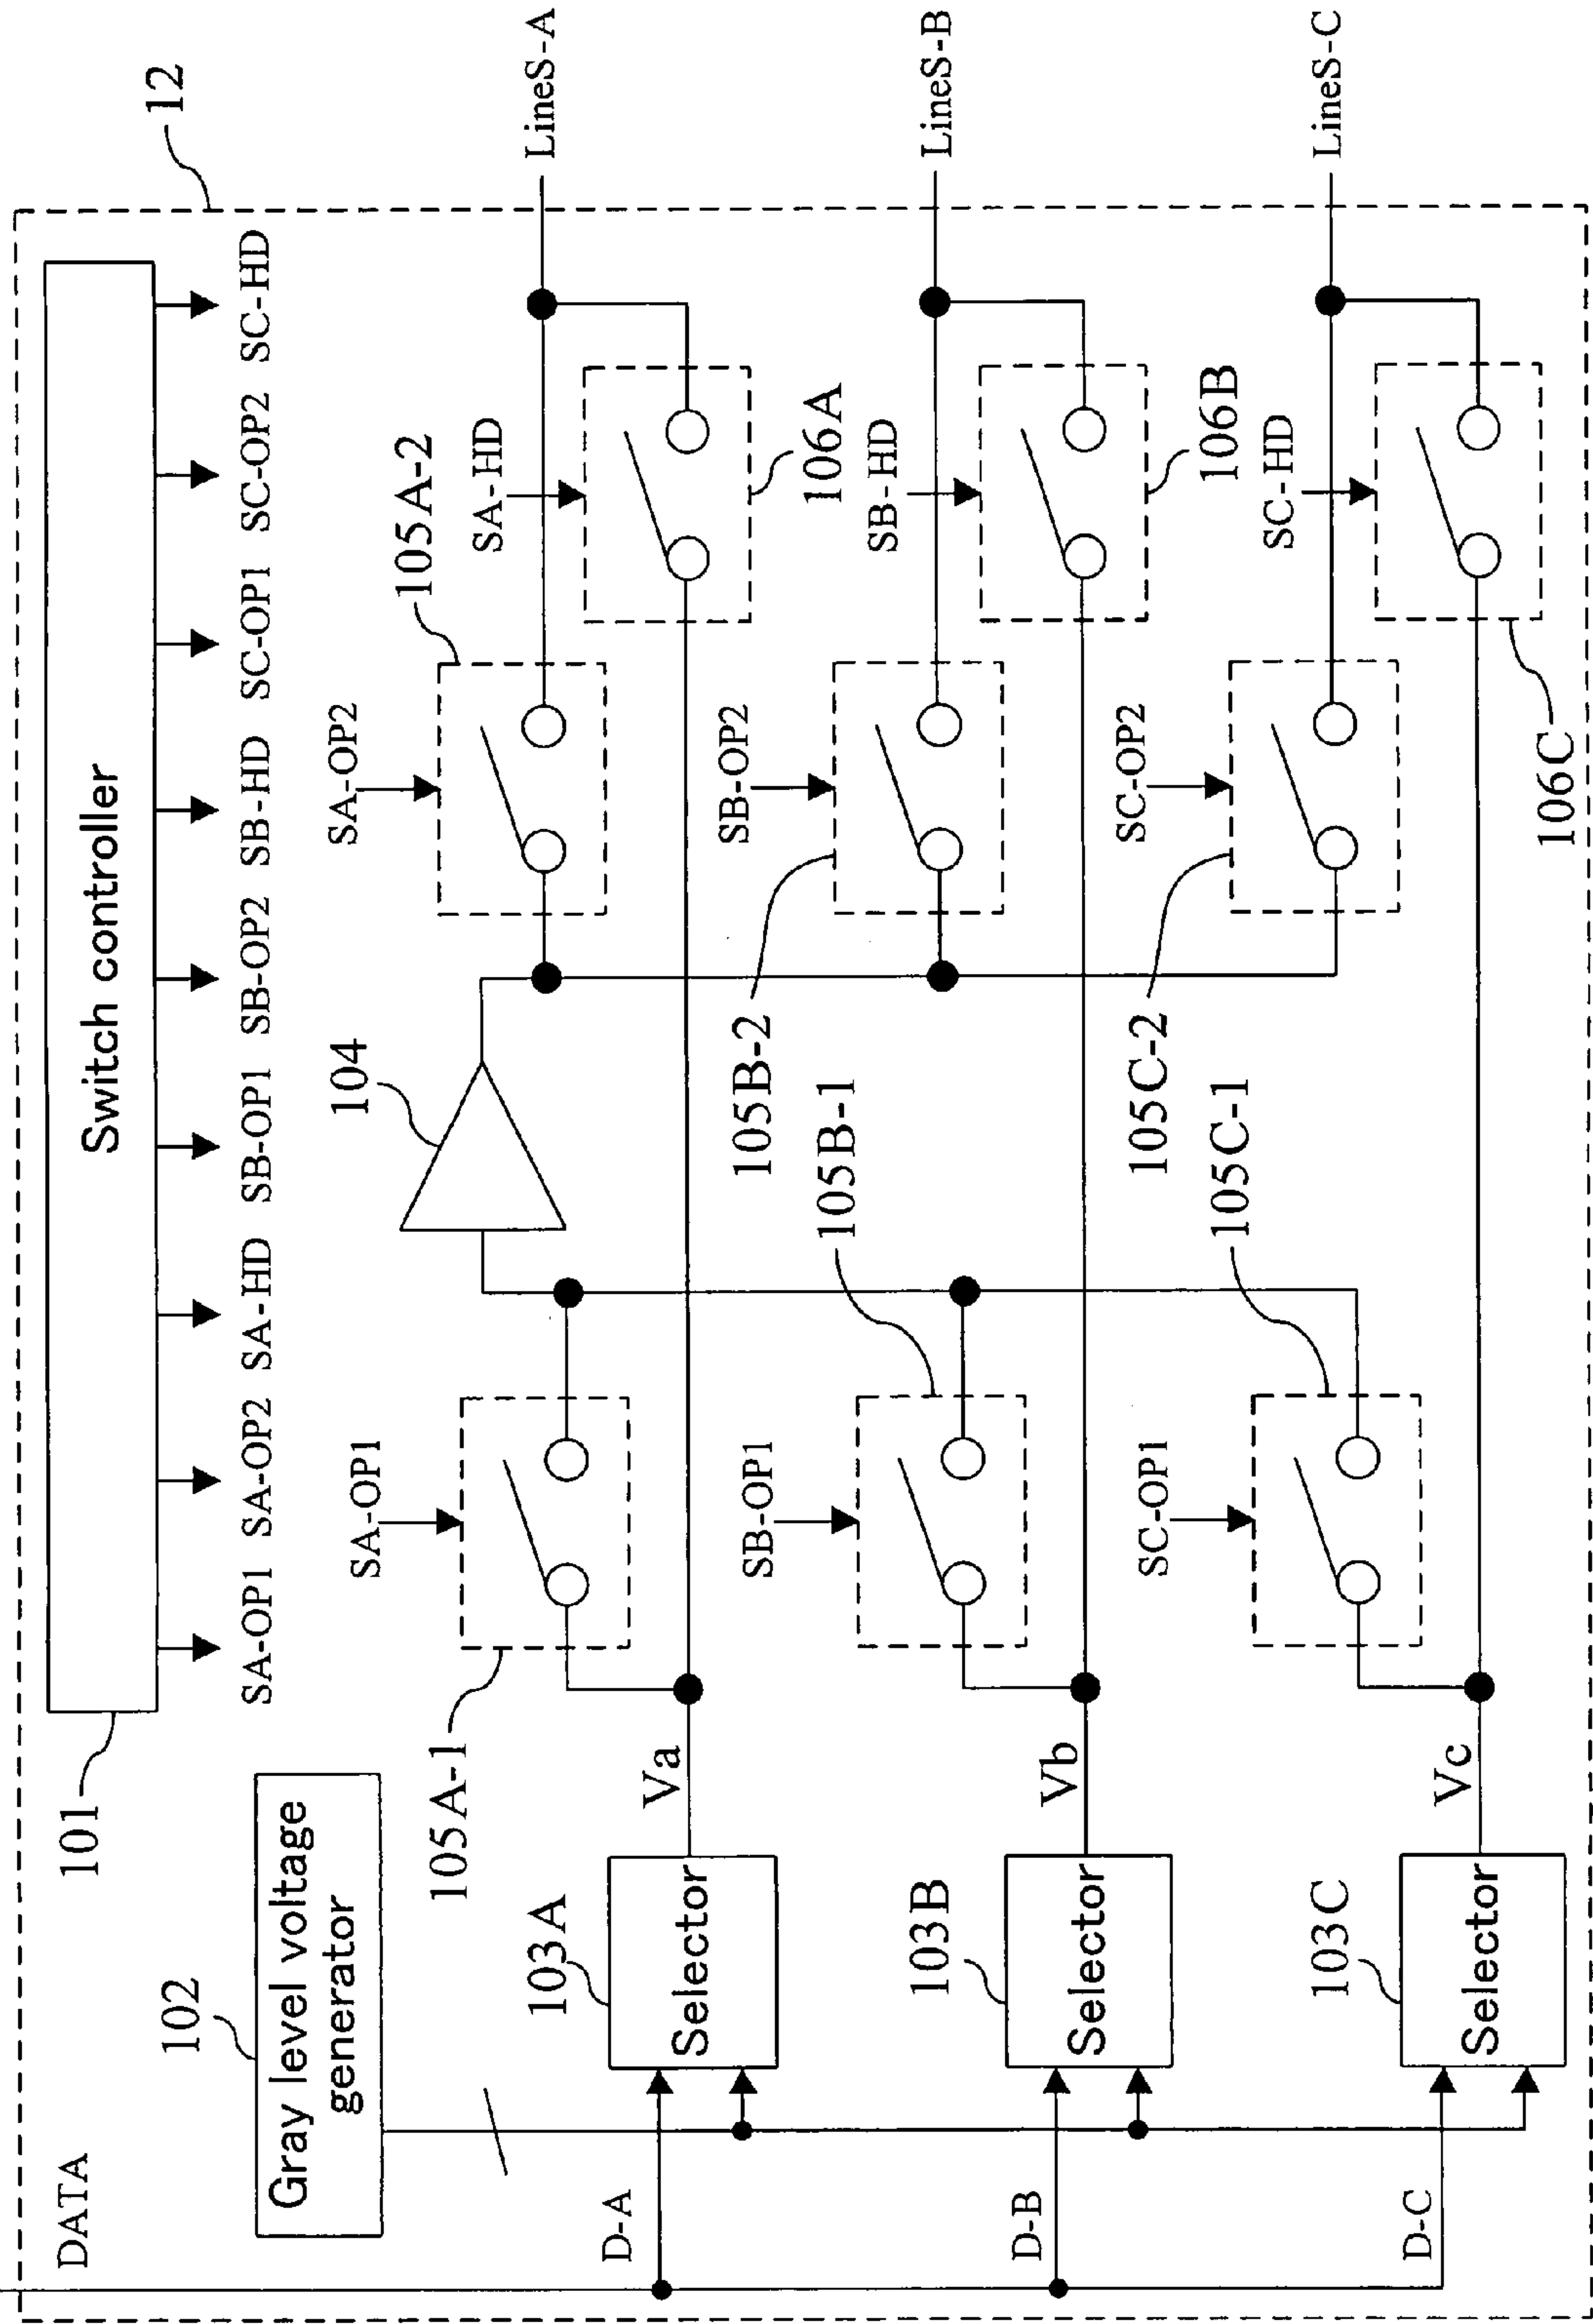 12
Switch controller
101
SA-OP1 SA-OP2 SA-HD SB-OP1 SB-OP2 SB-HD SC-OP1 SC-OP2 SC-HD
DATA
102
Gray level voltage
generator
104
SA-OP1
SA-OP2
105A-2
SA-HD
LineS-A
105A-1
103A
Selector
D-A
Va
106A
SB-OP1
105B-1
105B-2
SB-OP2
SB-HD
LineS-B
103B
Selector
D-B
Vb
106B
SC-OP1
105C-1
105C-2
SC-OP2
SC-HD
LineS-C
103C
Selector
D-C
Vc
106C